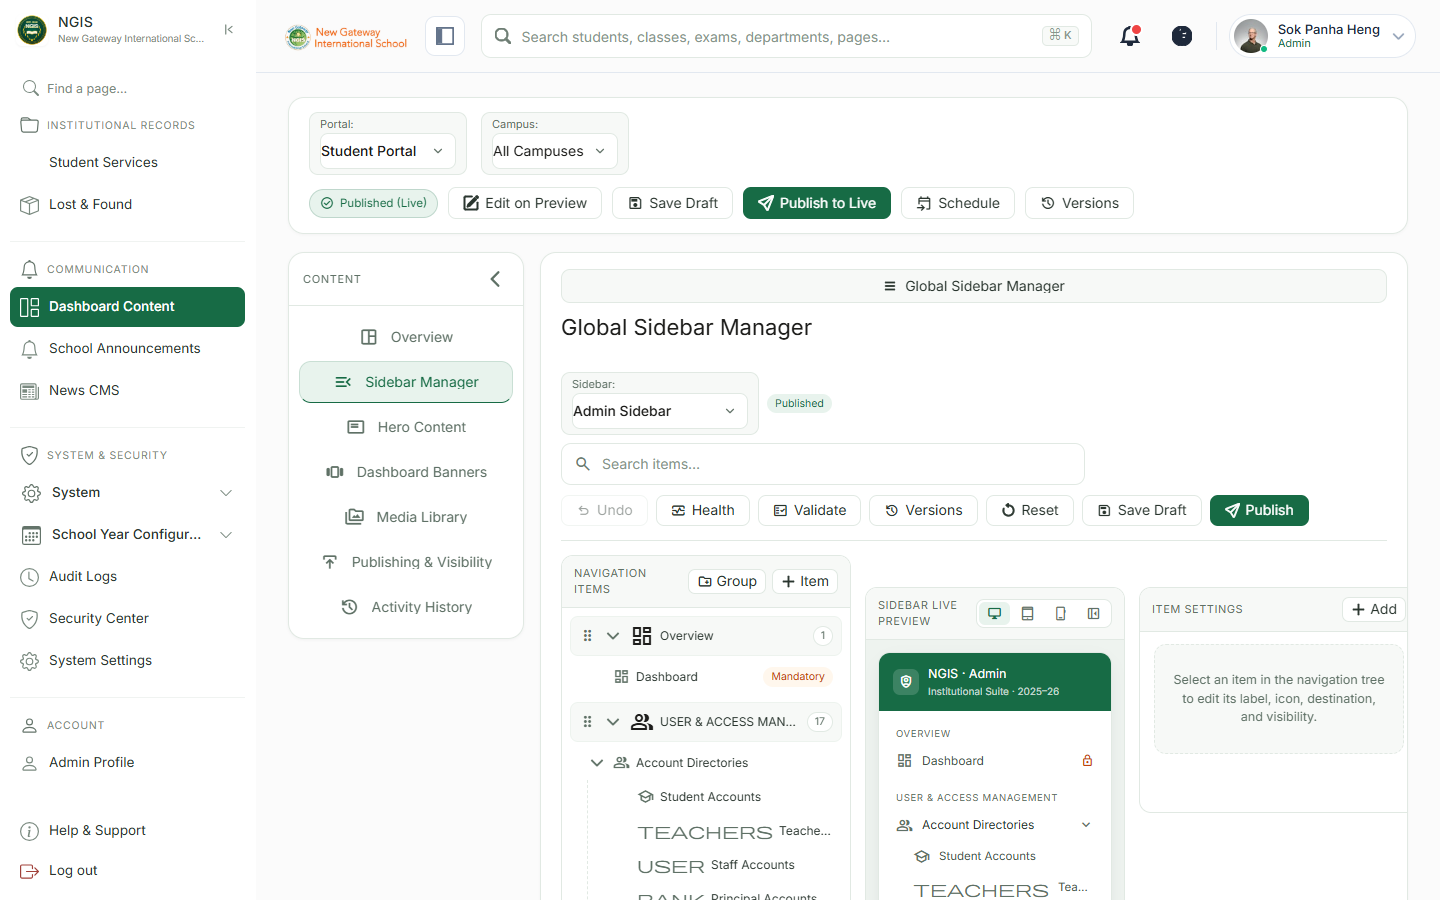 NGIS
New Gateway International Sc...
Find a page...
INSTITUTIONAL RECORDS
Student Services
Lost & Found
COMMUNICATION
Dashboard Content
School Announcements
News CMS
SYSTEM & SECURITY
System
School Year Configur...
Audit Logs
Security Center
System Settings
ACCOUNT
Admin Profile
Help & Support
Log out
New Gateway
International School
Search students, classes, exams, departments, pages...
⌘ K
Sok Panha Heng
Admin
Portal:
Student Portal
Campus:
All Campuses
Published (Live)
Edit on Preview
Save Draft
Publish to Live
Schedule
Versions
CONTENT
Overview
Sidebar Manager
Hero Content
Dashboard Banners
Media Library
Publishing & Visibility
Activity History
Global Sidebar Manager
Global Sidebar Manager
Sidebar:
Admin Sidebar
Published
Search items...
Undo
Health
Validate
Versions
Reset
Save Draft
Publish
NAVIGATION
ITEMS
Group
Item
Overview
1
Dashboard
Mandatory
USER & ACCESS MAN...
17
Account Directories
Student Accounts
TEACHERS Teache...
USER Staff Accounts
BANK Principal Accounts
SIDEBAR LIVE
PREVIEW
NGIS · Admin
Institutional Suite · 2025–26
OVERVIEW
Dashboard
USER & ACCESS MANAGEMENT
Account Directories
Student Accounts
TEACHERS Tea...
ITEM SETTINGS
Add
Select an item in the navigation tree
to edit its label, icon, destination,
and visibility.